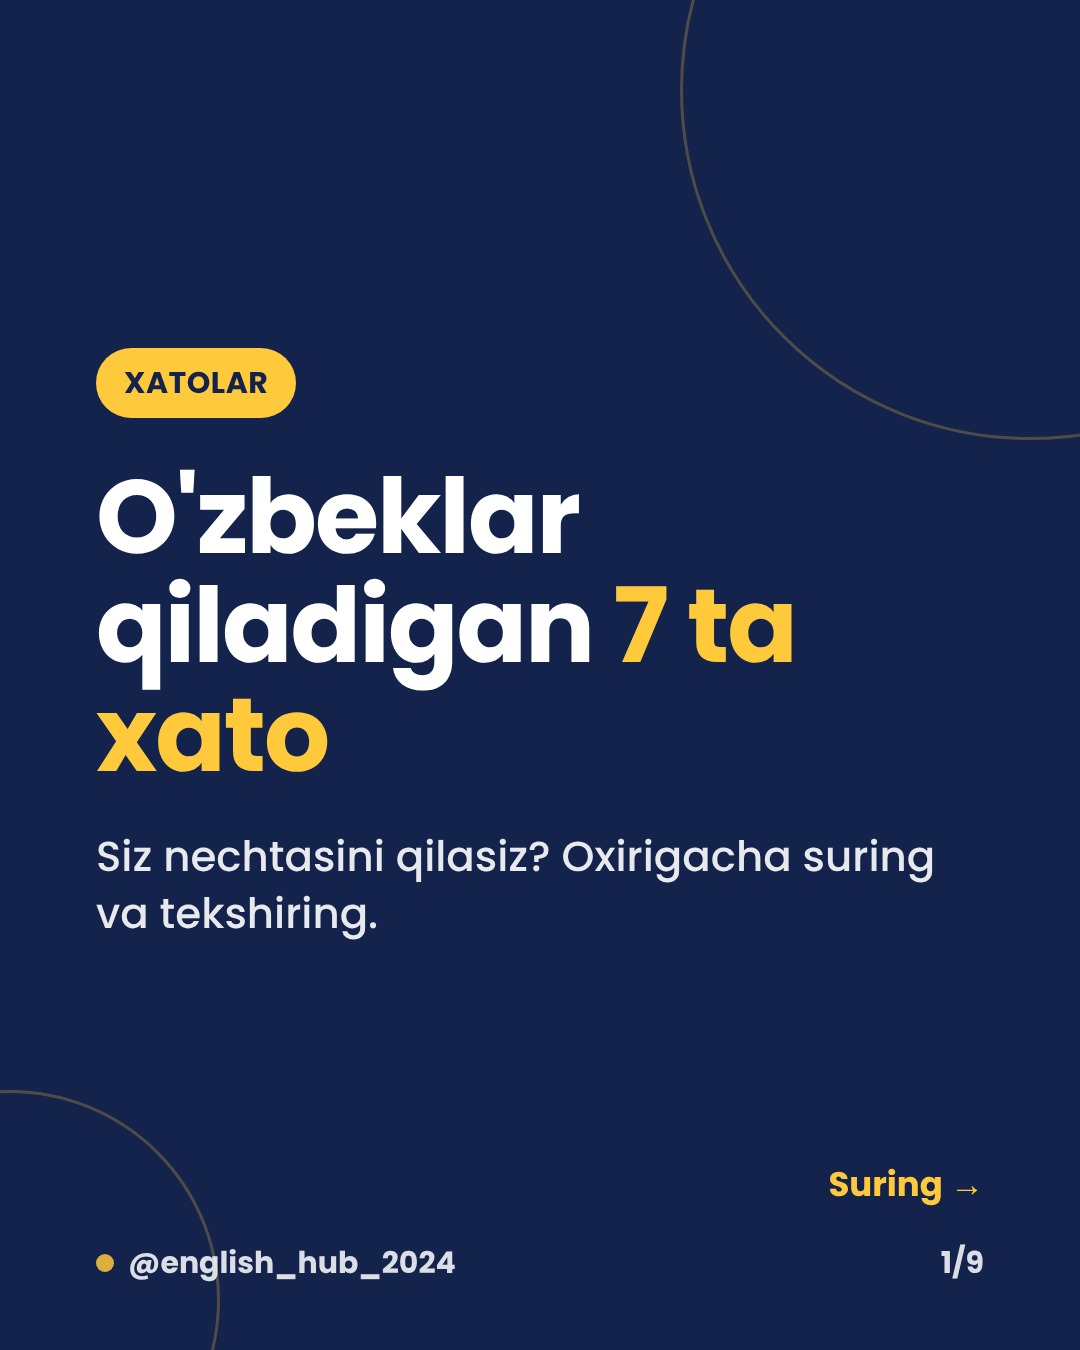 XATOLAR
O'zbeklar
qiladigan 7 ta
xato
Siz nechtasini qilasiz? Oxirigacha suring
va tekshiring.
Suring →
@english_hub_2024
1/9